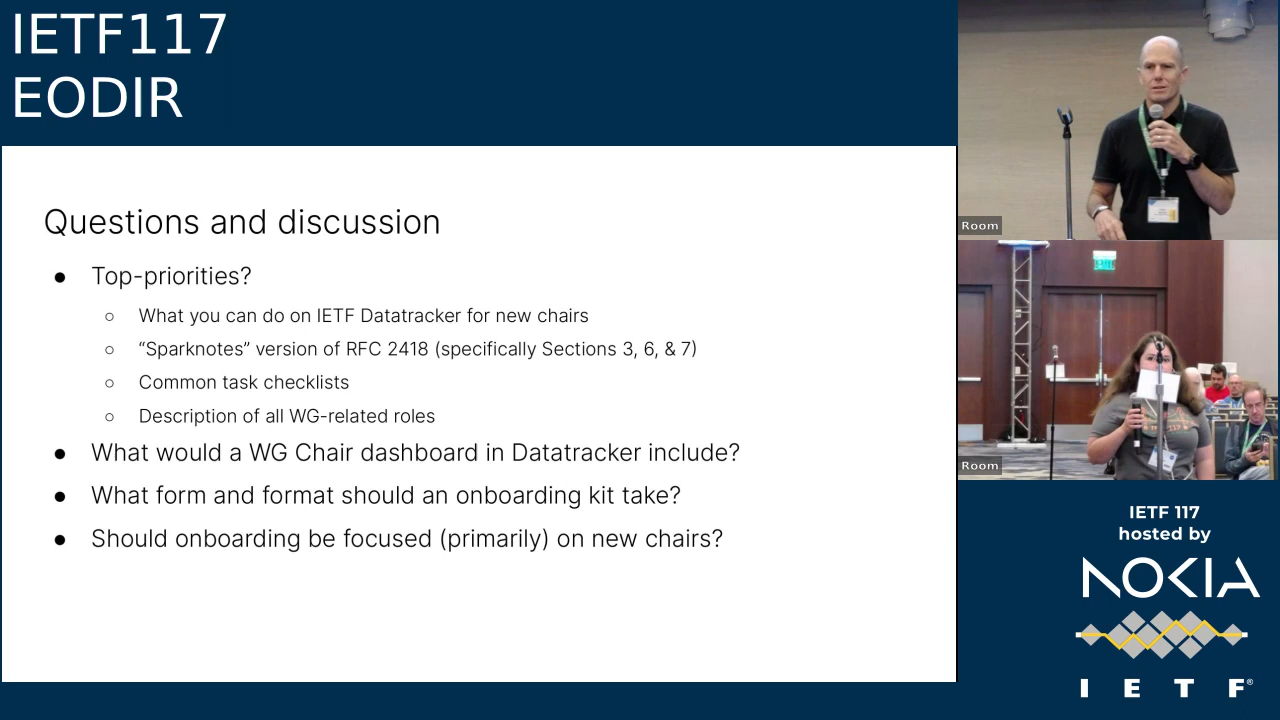 IETF117
EODIR
Questions and discussion
● Top-priorities?
○ What you can do on IETF Datatracker for new chairs
○ “Sparknotes” version of RFC 2418 (specifically Sections 3, 6, & 7)
○ Common task checklists
○ Description of all WG-related roles
● What would a WG Chair dashboard in Datatracker include?
● What form and format should an onboarding kit take?
● Should onboarding be focused (primarily) on new chairs?
Room
Room
IETF 117
hosted by
NOKIA
I E T F®